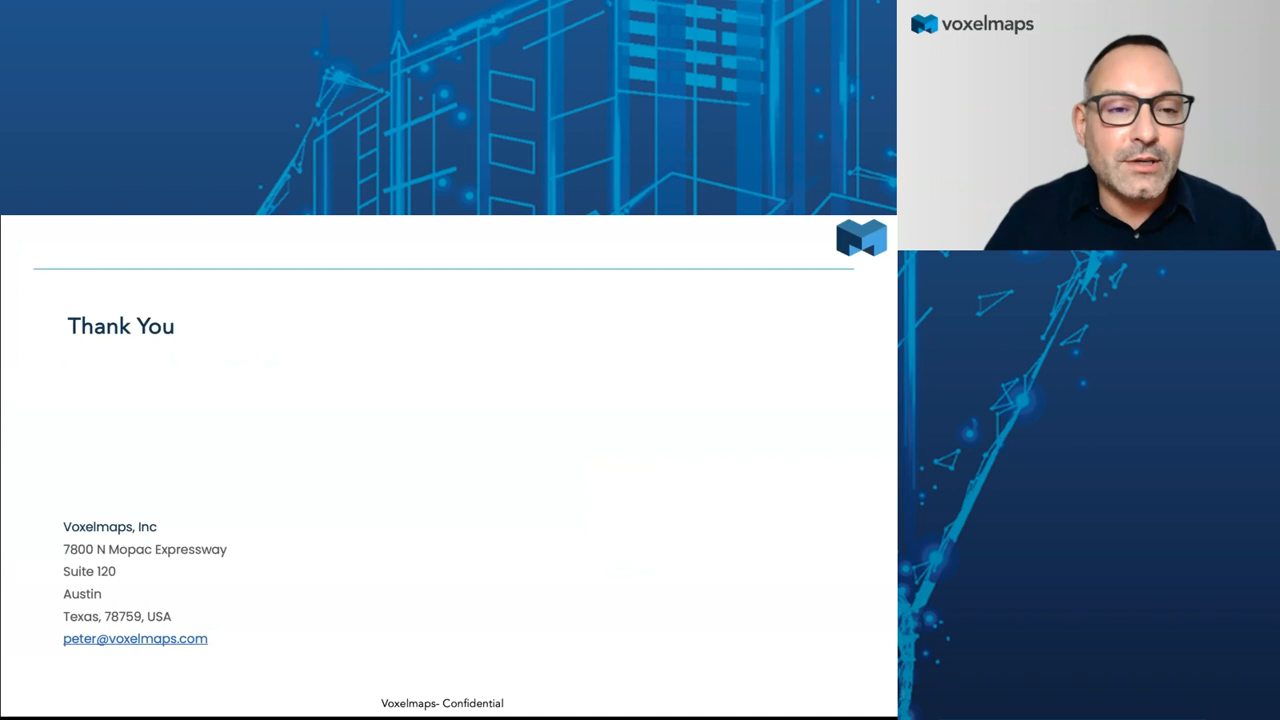 voxelmaps
Thank You
Voxelmaps, Inc
7800 N Mopac Expressway
Suite 120
Austin
Texas, 78759, USA
peter@voxelmaps.com
Voxelmaps- Confidential